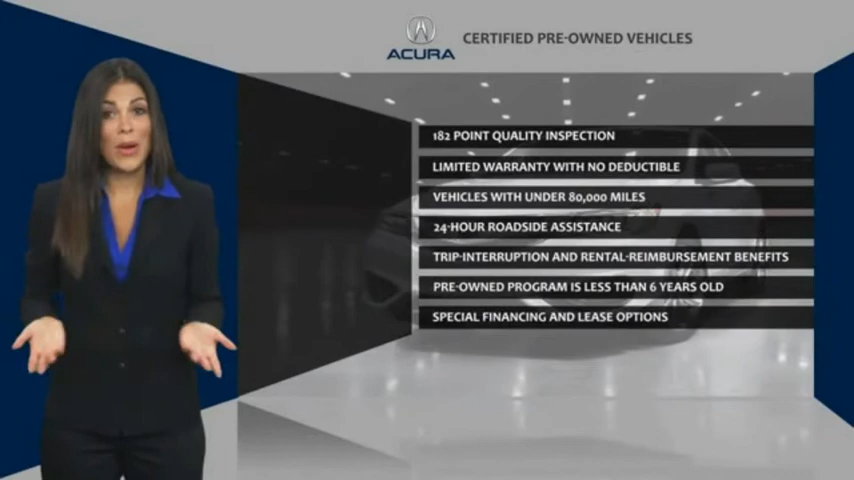 ACURA
CERTIFIED PRE-OWNED VEHICLES
182 POINT QUALITY INSPECTION
LIMITED WARRANTY WITH NO DEDUCTIBLE
VEHICLES WITH UNDER 80,000 MILES
24-HOUR ROADSIDE ASSISTANCE
TRIP-INTERRUPTION AND RENTAL-REIMBURSEMENT BENEFITS
PRE-OWNED PROGRAM IS LESS THAN 6 YEARS OLD
SPECIAL FINANCING AND LEASE OPTIONS